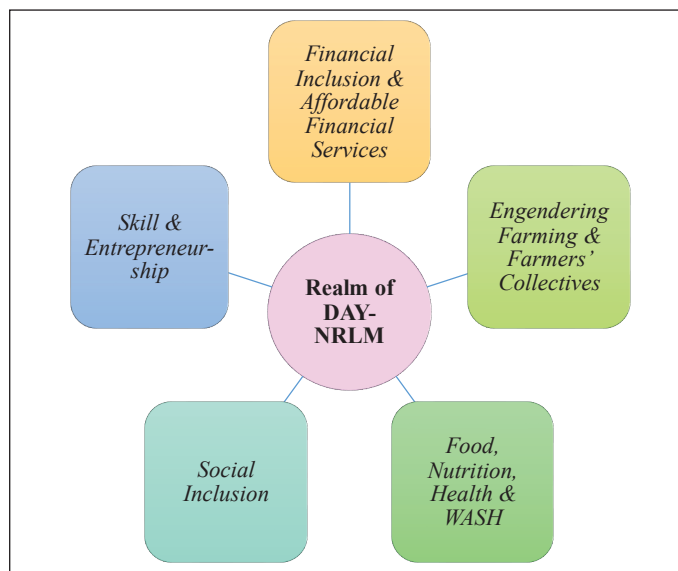 Financial
Inclusion &
Affordable
Financial
Services
Skill &
Entrepreneur-
ship
Engendering
Farming &
Farmers’
Collectives
Realm of
DAY-
NRLM
Social
Inclusion
Food,
Nutrition,
Health &
WASH